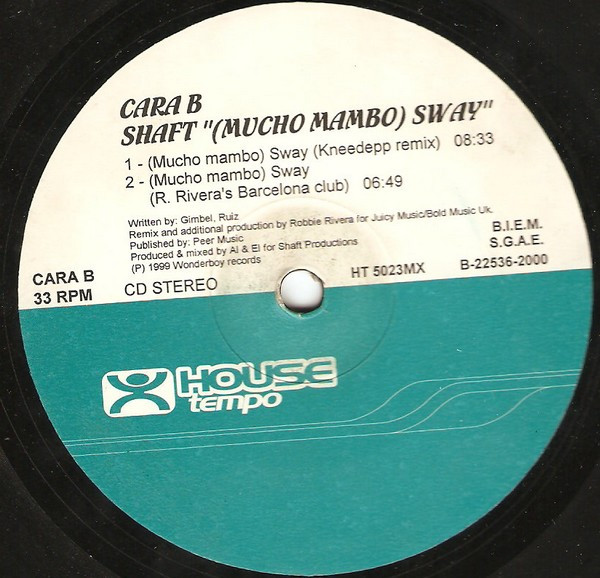 CARA B
SHAFT "(MUCHO MAMBO) SWAY"
1 - (Mucho mambo) Sway (Kneedepp remix) 08:33
2 - (Mucho mambo) Sway
(R. Rivera's Barcelona club) 06:49
Written by: Gimbel, Ruiz
Remix and additional production by Robbie Rivera for Juicy Music/Bold Music Uk.
Published by: Peer Music
Produced & mixed by Al & El for Shaft Productions
(P) 1999 Wonderboy records
B.I.E.M.
S.G.A.E.
CARA B
33 RPM
CD STEREO
HT 5023MX
B-22536-2000
HOUSE
tempo